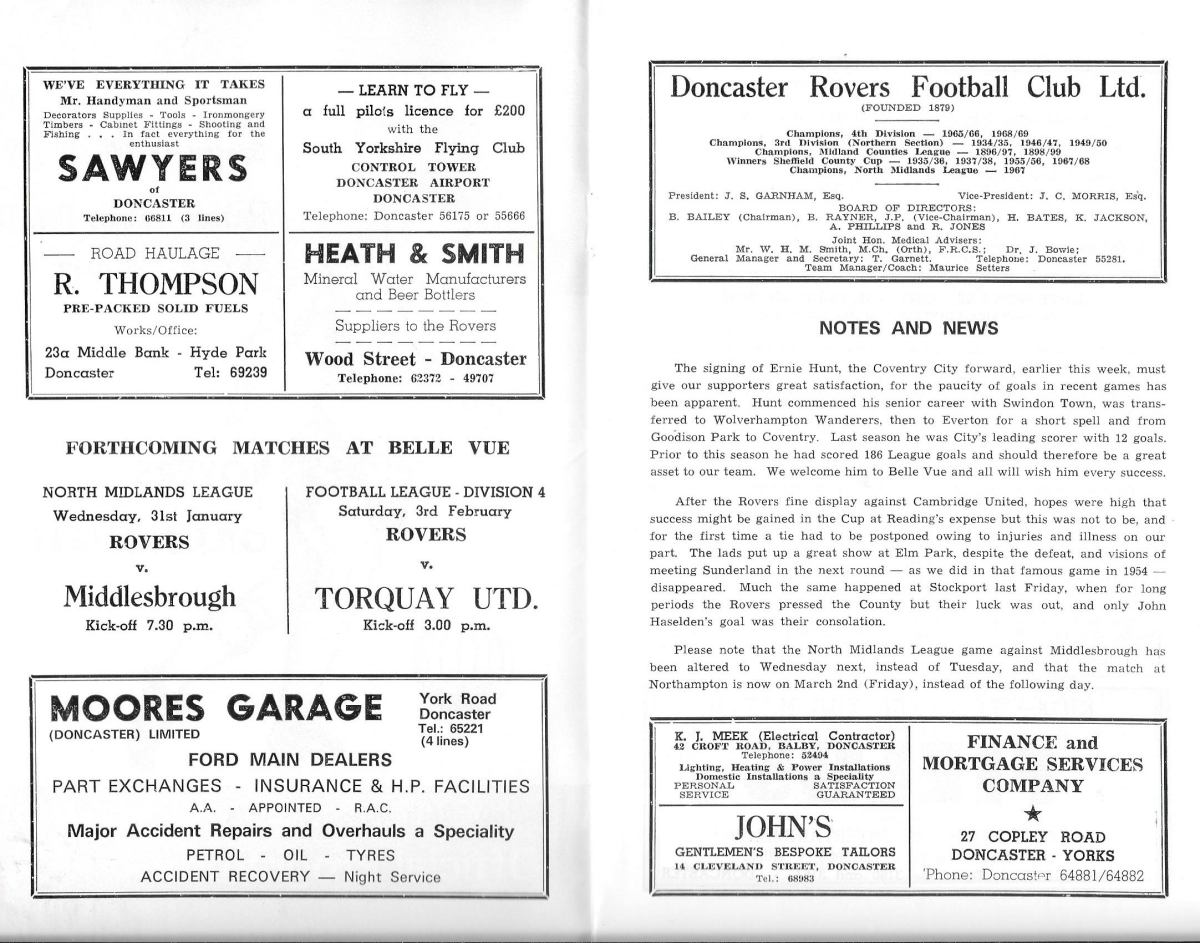 WE'VE EVERYTHING IT TAKES
Mr. Handyman and Sportsman
Decorators Supplies - Tools - Ironmongery
Timbers - Cabinet Fittings - Shooting and
Fishing . . . In fact everything for the
enthusiast
SAWYERS
of
DONCASTER
Telephone: 66811 (3 lines)
— LEARN TO FLY —
a full pilo's licence for £200
with the
South Yorkshire Flying Club
CONTROL TOWER
DONCASTER AIRPORT
DONCASTER
Telephone: Doncaster 56175 or 55666
— ROAD HAULAGE —
R. THOMPSON
PRE-PACKED SOLID FUELS
Works/Office:
23a Middle Bank - Hyde Park
Doncaster Tel: 69239
HEATH & SMITH
Mineral Water Manufacturers
and Beer Bottlers
Suppliers to the Rovers
Wood Street - Doncaster
Telephone: 62372 - 49707
FORTHCOMING MATCHES AT BELLE VUE
NORTH MIDLANDS LEAGUE
Wednesday, 31st January
ROVERS
v.
Middlesbrough
Kick-off 7.30 p.m.
FOOTBALL LEAGUE - DIVISION 4
Saturday, 3rd February
ROVERS
v.
TORQUAY UTD.
Kick-off 3.00 p.m.
MOORES GARAGE
(DONCASTER) LIMITED
York Road
Doncaster
Tel.: 65221
(4 lines)
FORD MAIN DEALERS
PART EXCHANGES - INSURANCE & H.P. FACILITIES
A.A. - APPOINTED - R.A.C.
Major Accident Repairs and Overhauls a Speciality
PETROL - OIL - TYRES
ACCIDENT RECOVERY — Night Service
Doncaster Rovers Football Club Ltd.
(FOUNDED 1879)
Champions, 4th Division — 1965/66, 1968/69
Champions, 3rd Division (Northern Section) — 1934/35, 1946/47, 1949/50
Champions, Midland Counties League — 1896/97, 1898/99
Winners Sheffield County Cup — 1935/36, 1937/38, 1955/56, 1967/68
Champions, North Midlands League — 1967
President: J. S. GARNHAM, Esq. Vice-President: J. C. MORRIS, Esq.
BOARD OF DIRECTORS:
B. BAILEY (Chairman), B. RAYNER, J.P. (Vice-Chairman), H. BATES, K. JACKSON,
A. PHILLIPS and R. JONES
Joint Hon. Medical Advisers:
Mr. W. H. M. Smith, M.Ch. (Orth), F.R.C.S.; Dr. J. Bowie;
General Manager and Secretary: T. Garnett. Telephone: Doncaster 55281.
Team Manager/Coach: Maurice Setters
NOTES AND NEWS
The signing of Ernie Hunt, the Coventry City forward, earlier this week, must
give our supporters great satisfaction, for the paucity of goals in recent games has
been apparent. Hunt commenced his senior career with Swindon Town, was trans-
ferred to Wolverhampton Wanderers, then to Everton for a short spell and from
Goodison Park to Coventry. Last season he was City's leading scorer with 12 goals.
Prior to this season he had scored 186 League goals and should therefore be a great
asset to our team. We welcome him to Belle Vue and all will wish him every success.
After the Rovers fine display against Cambridge United, hopes were high that
success might be gained in the Cup at Reading's expense but this was not to be, and
for the first time a tie had to be postponed owing to injuries and illness on our
part. The lads put up a great show at Elm Park, despite the defeat, and visions of
meeting Sunderland in the next round — as we did in that famous game in 1954 —
disappeared. Much the same happened at Stockport last Friday, when for long
periods the Rovers pressed the County but their luck was out, and only John
Haselden's goal was their consolation.
Please note that the North Midlands League game against Middlesbrough has
been altered to Wednesday next, instead of Tuesday, and that the match at
Northampton is now on March 2nd (Friday), instead of the following day.
K. J. MEEK (Electrical Contractor)
42 CROFT ROAD, BALBY, DONCASTER
Telephone: 52494
Lighting, Heating & Power Installations
Domestic Installations a Speciality
PERSONAL SATISFACTION
SERVICE GUARANTEED
JOHN'S
GENTLEMEN'S BESPOKE TAILORS
14 CLEVELAND STREET, DONCASTER
Tel.: 68983
FINANCE and
MORTGAGE SERVICES
COMPANY
27 COPLEY ROAD
DONCASTER - YORKS
'Phone: Doncaster 64881/64882